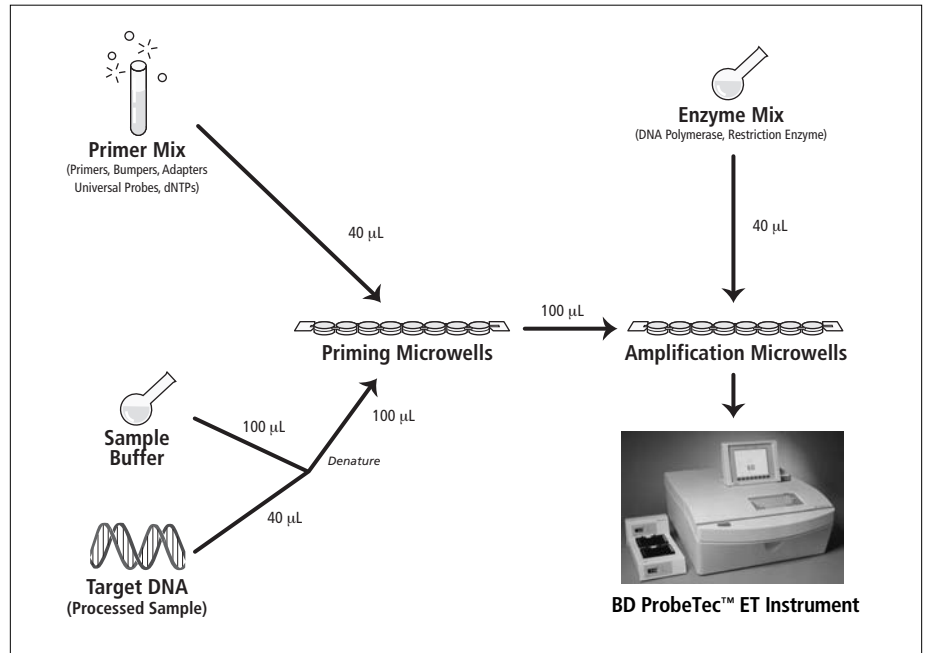 Primer Mix
(Primers, Bumpers, Adapters
Universal Probes, dNTPs)
Enzyme Mix
(DNA Polymerase, Restriction Enzyme)
40 µL
40 µL
100 µL
Priming Microwells
Amplification Microwells
Sample
Buffer
100 µL
100 µL
Denature
40 µL
Target DNA
(Processed Sample)
BD ProbeTec™ ET Instrument